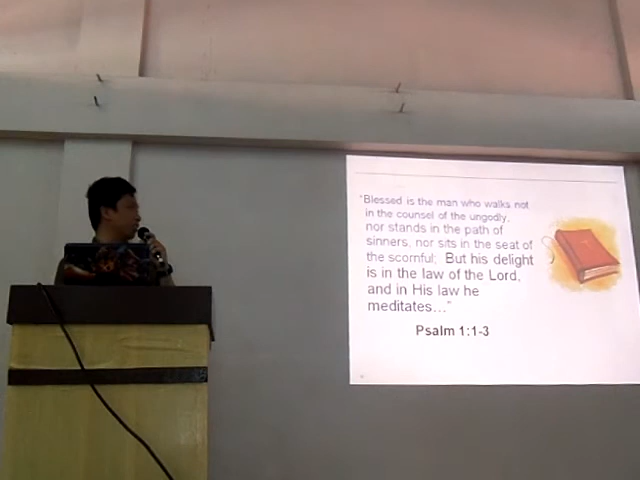 "Blessed is the man who walks not
in the counsel of the ungodly,
nor stands in the path of
sinners, nor sits in the seat of
the scornful; But his delight
is in the law of the Lord,
and in His law he
meditates..."
Psalm 1:1-3